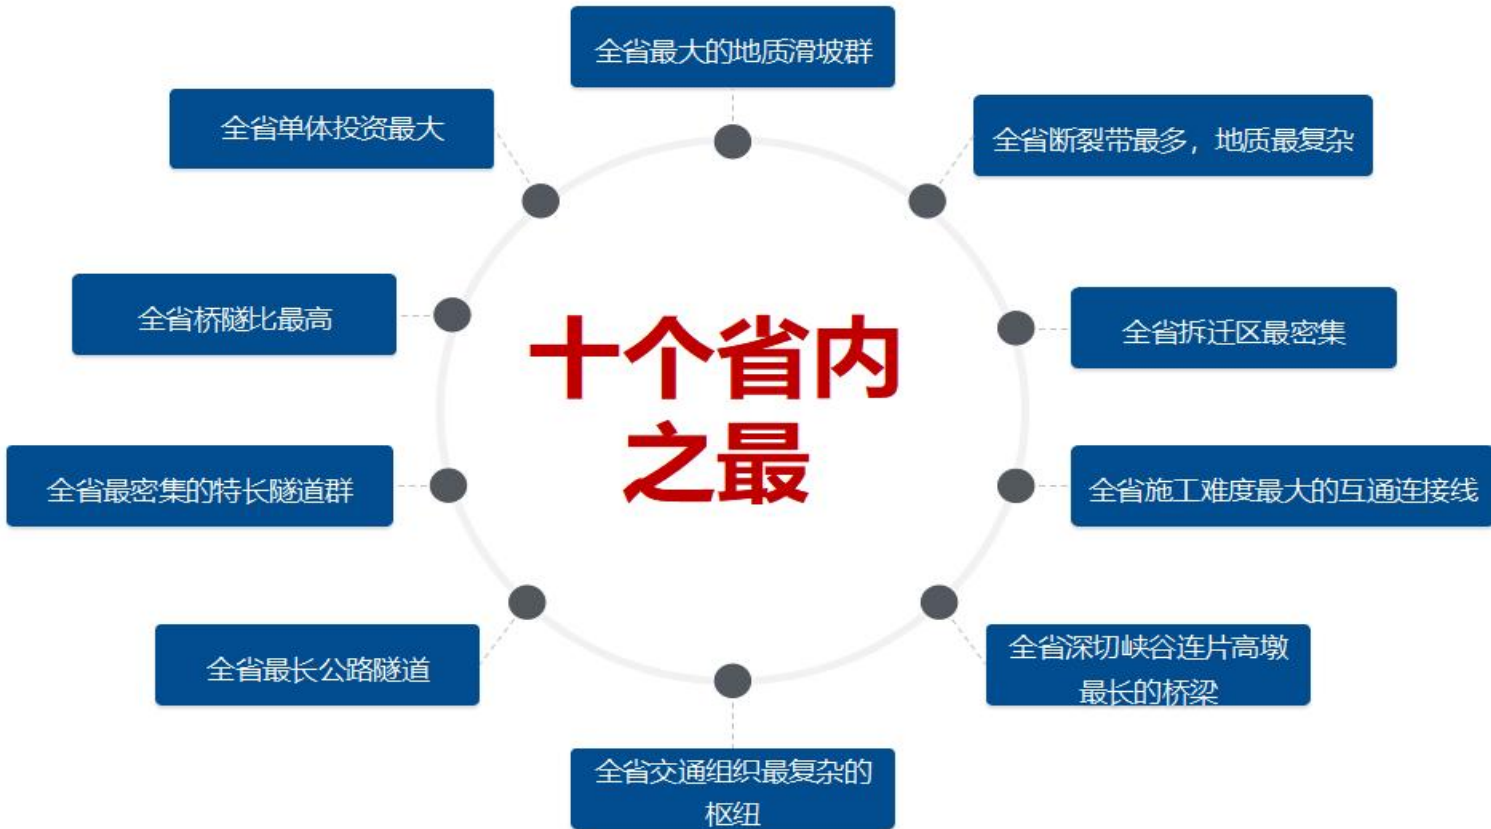 全省最大的地质滑坡群
全省单体投资最大
全省断裂带最多，地质最复杂
全省桥隧比最高
十个省内
之最
全省拆迁区最密集
全省最密集的特长隧道群
全省施工难度最大的互通连接线
全省最长公路隧道
全省深切峡谷连片高墩
最长的桥梁
全省交通组织最复杂的
枢纽